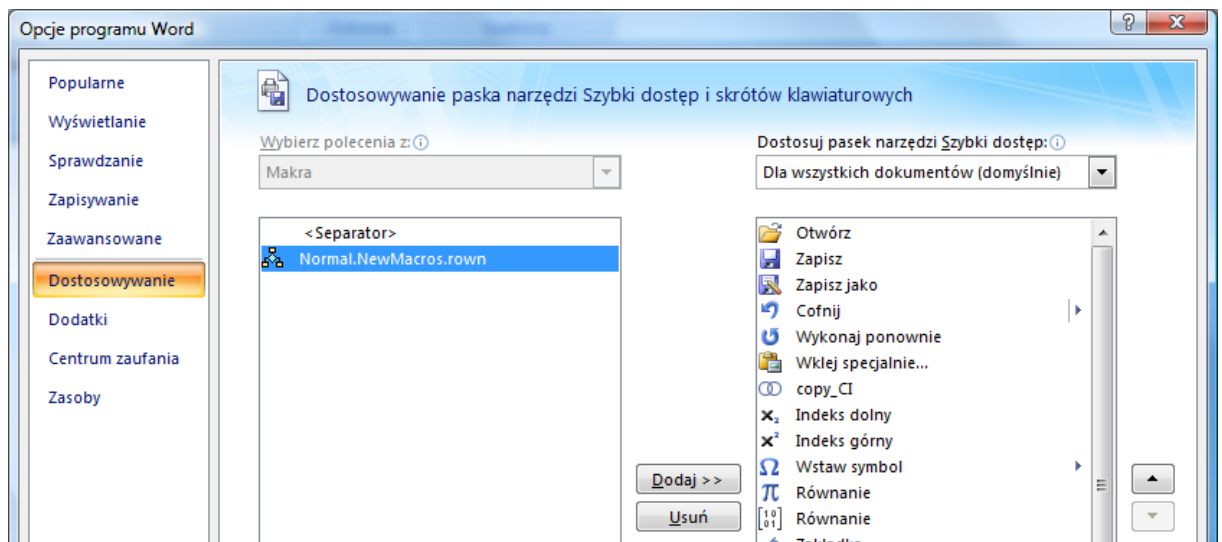 Opcje programu Word
Popularne
Wyświetlanie
Sprawdzanie
Zapisywanie
Zaawansowane
Dostosowywanie
Dodatki
Centrum zaufania
Zasoby
Dostosowywanie paska narzędzi Szybki dostęp i skrótów klawiaturowych
Wybierz polecenia z:
Makra
<Separator>
Normal.NewMacros.rown
Dodaj >>
Usuń
Dostosuj pasek narzędzi Szybki dostęp:
Dla wszystkich dokumentów (domyślnie)
Otwórz
Zapisz
Zapisz jako
Cofnij
Wykonaj ponownie
Wklej specjalnie...
copy_CI
Indeks dolny
Indeks górny
Wstaw symbol
Równanie
Równanie